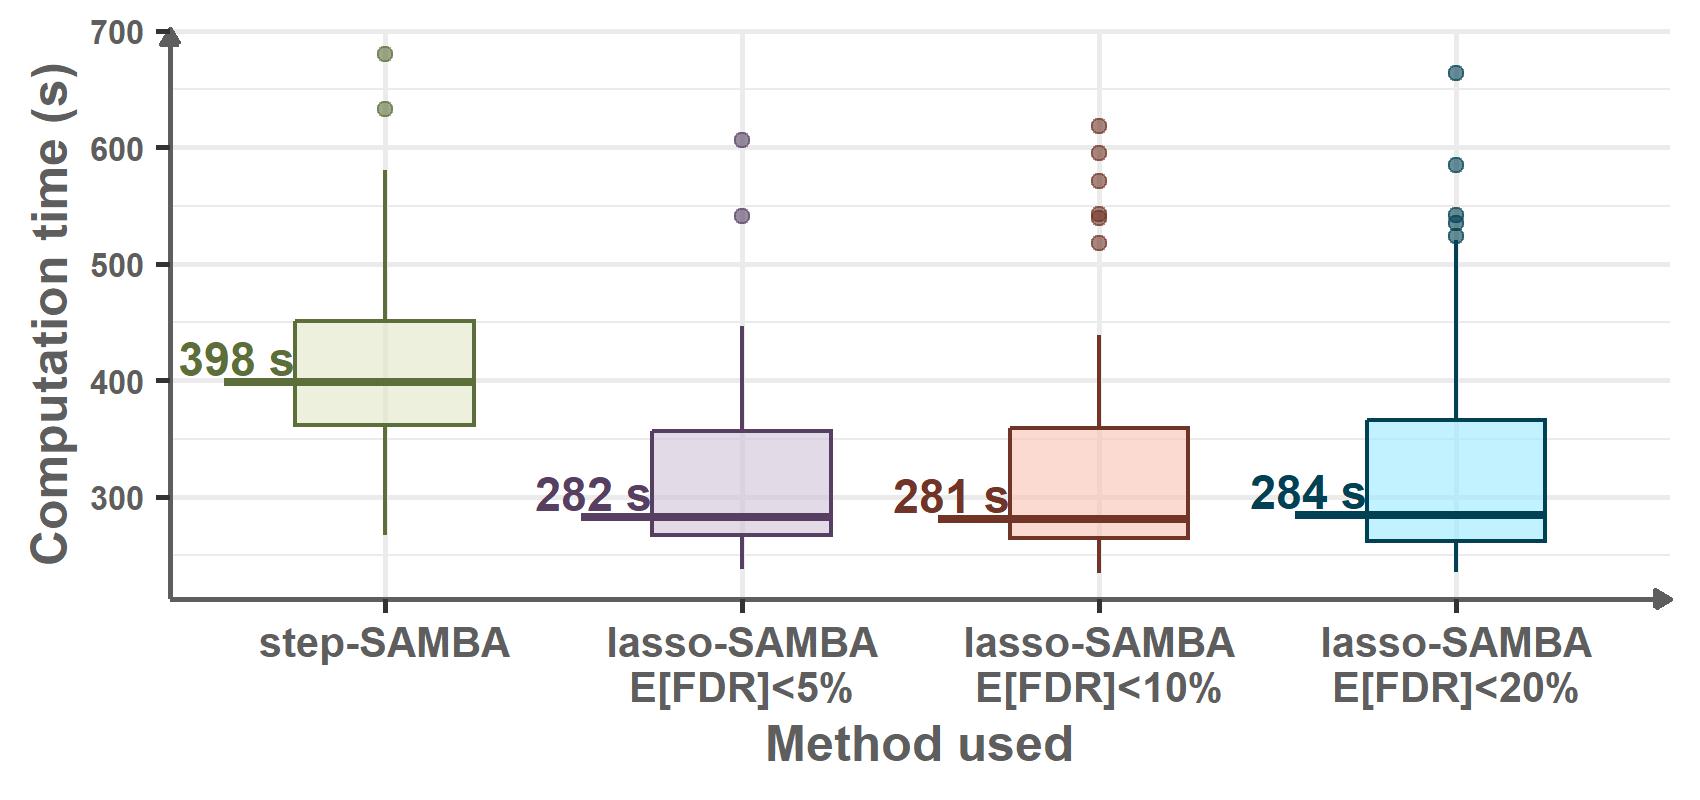 Computation time (s)
700
600
500
400
300
398 s
282 s
281 s
284 s
step-SAMBA
lasso-SAMBA
E[FDR]<5%
lasso-SAMBA
E[FDR]<10%
lasso-SAMBA
E[FDR]<20%
Method used